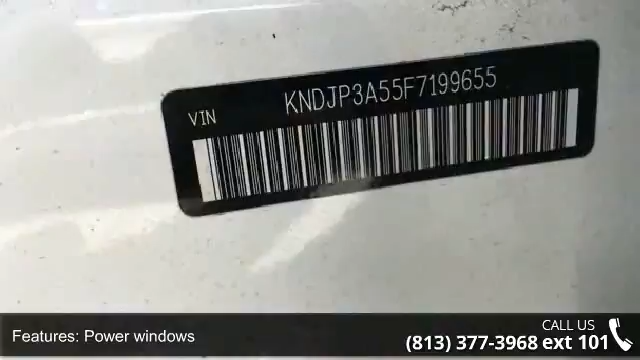 VIN
KNDJP3A55F7199655
Features: Power windows
CALL US
(813) 377-3968 ext 101